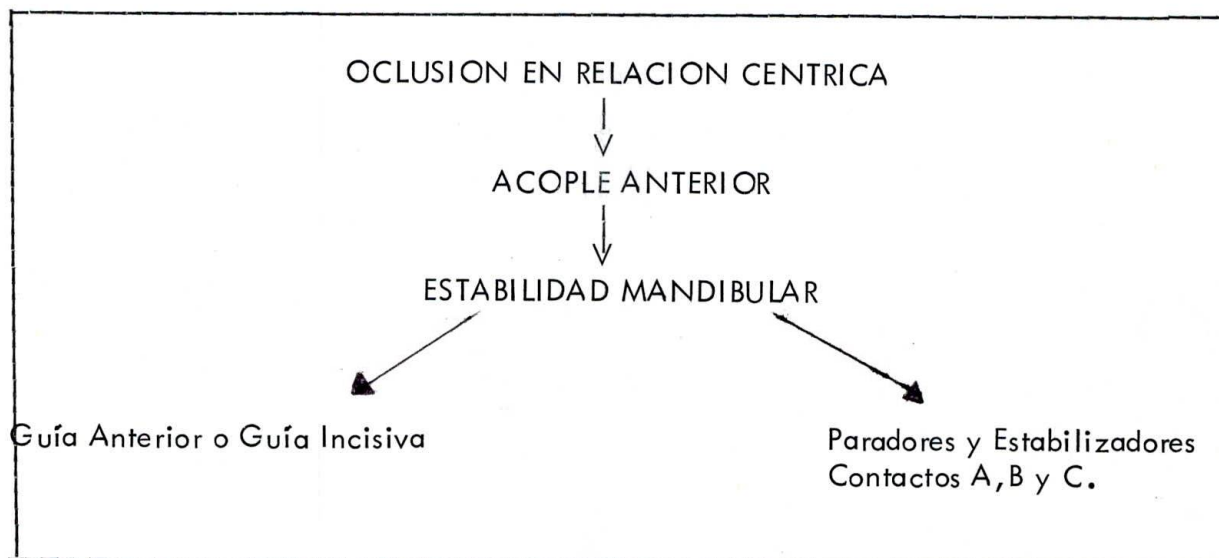 OCLUSION EN RELACION CENTRICA
ACOPLE ANTERIOR
ESTABILIDAD MANDIBULAR
Guía Anterior o Guía Incisiva
Paradores y Estabilizadores
Contactos A, B y C.